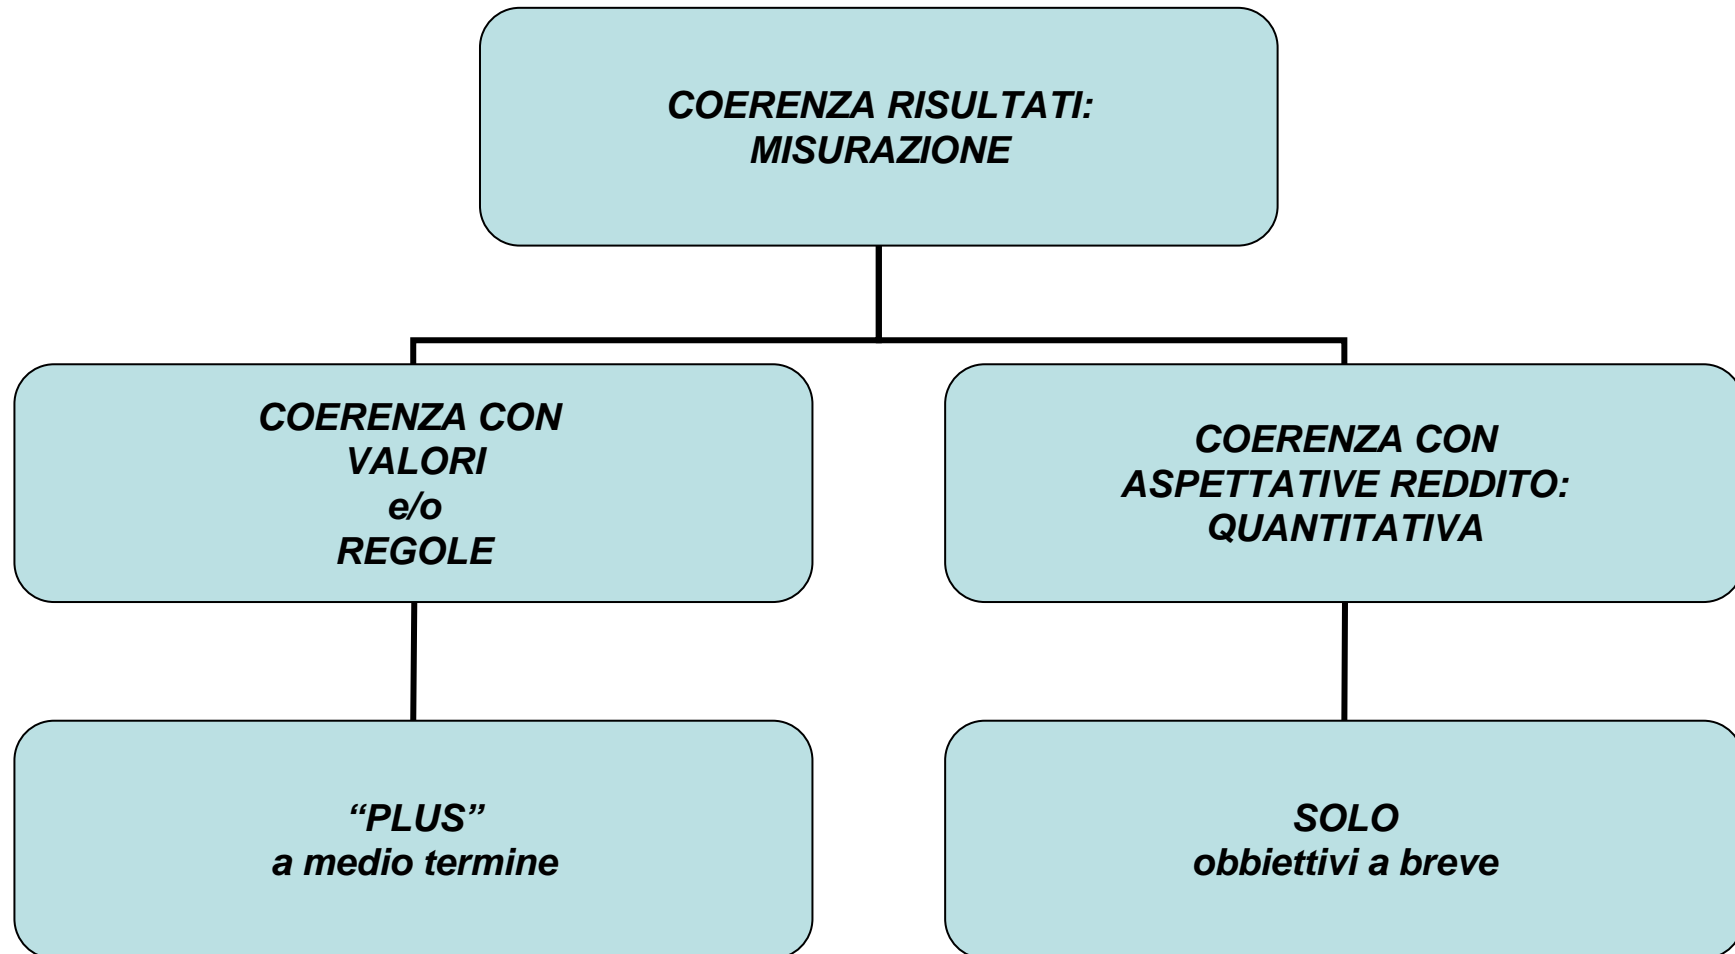 COERENZA RISULTATI:
MISURAZIONE
COERENZA CON
VALORI
e/o
REGOLE
COERENZA CON
ASPETTATIVE REDDITO:
QUANTITATIVA
“PLUS”
a medio termine
SOLO
obbiettivi a breve